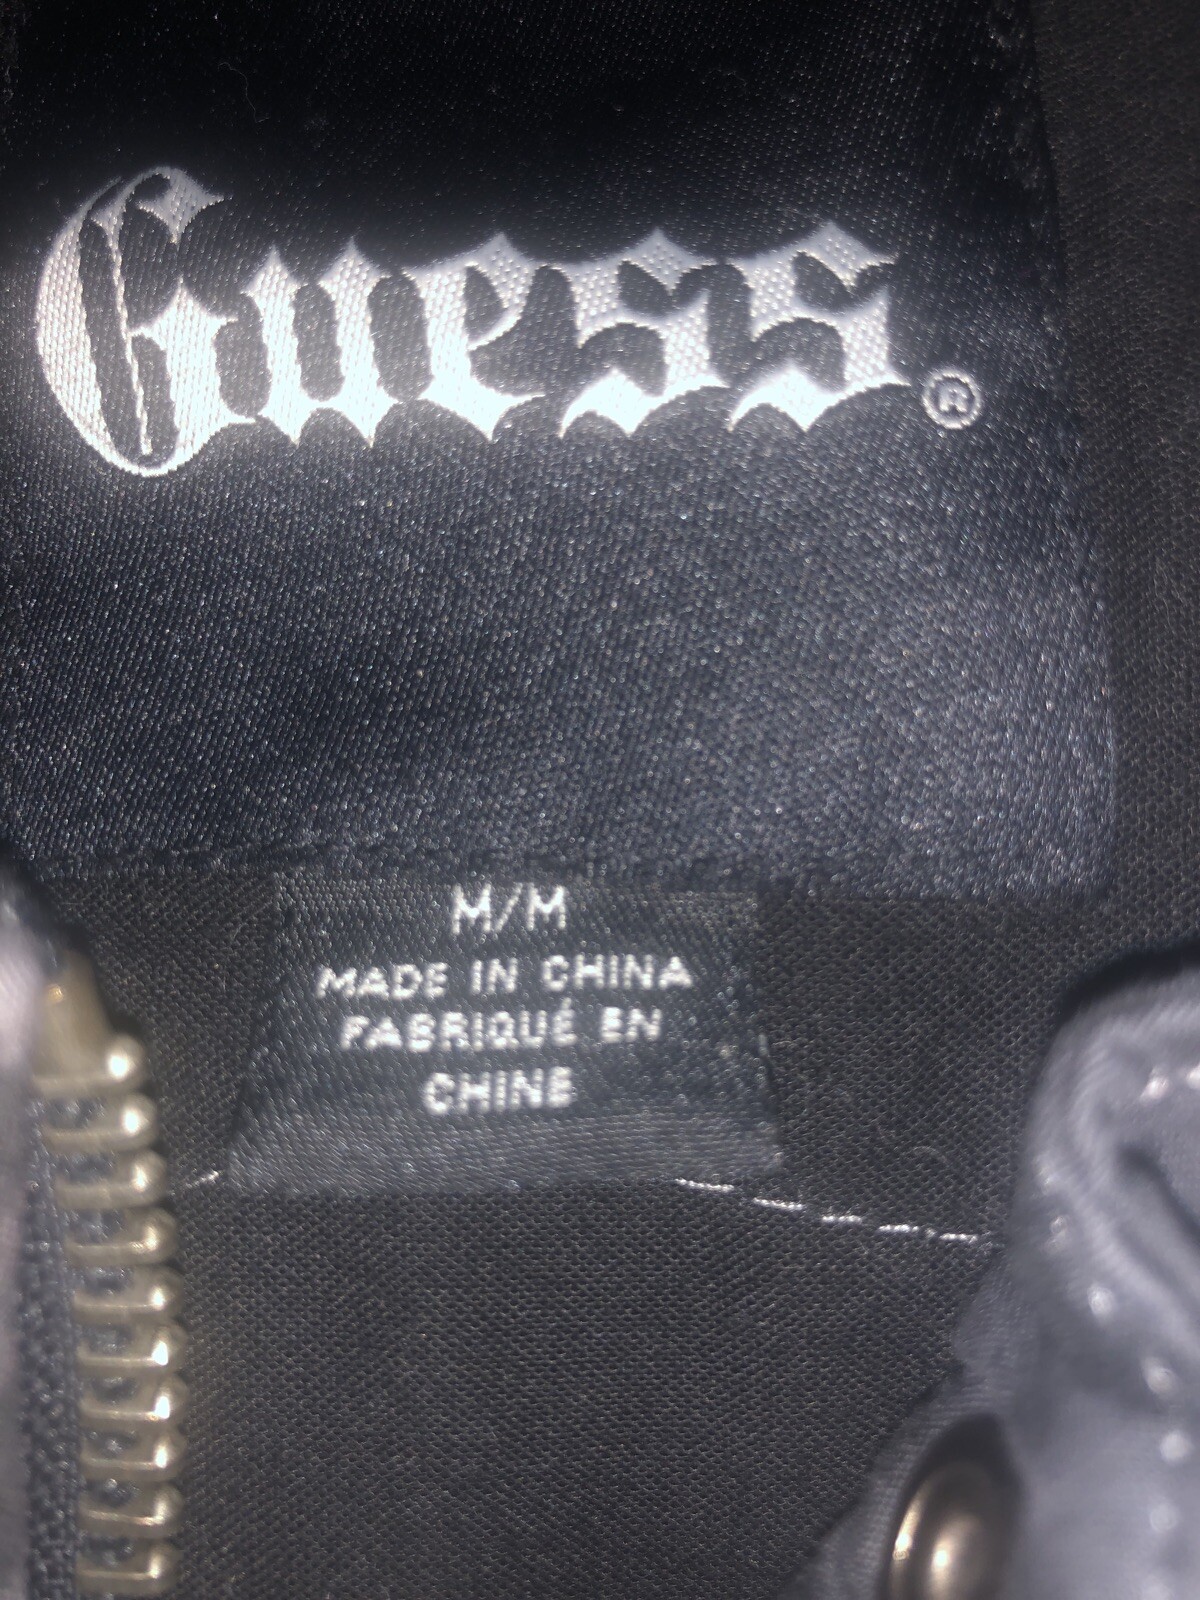 Guess®
M/M
MADE IN CHINA
FABRIQUÉ EN
CHINE